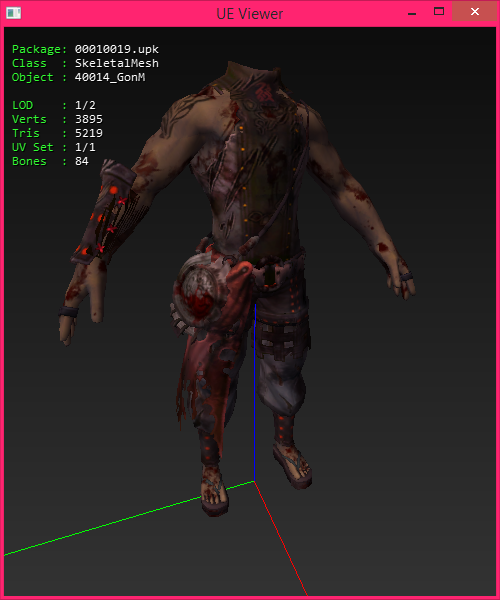 UE Viewer
Package: 00010019.upk
Class : SkeletalMesh
Object : 40014_GonM
LOD : 1/2
Verts : 3895
Tris : 5219
UV Set : 1/1
Bones : 84